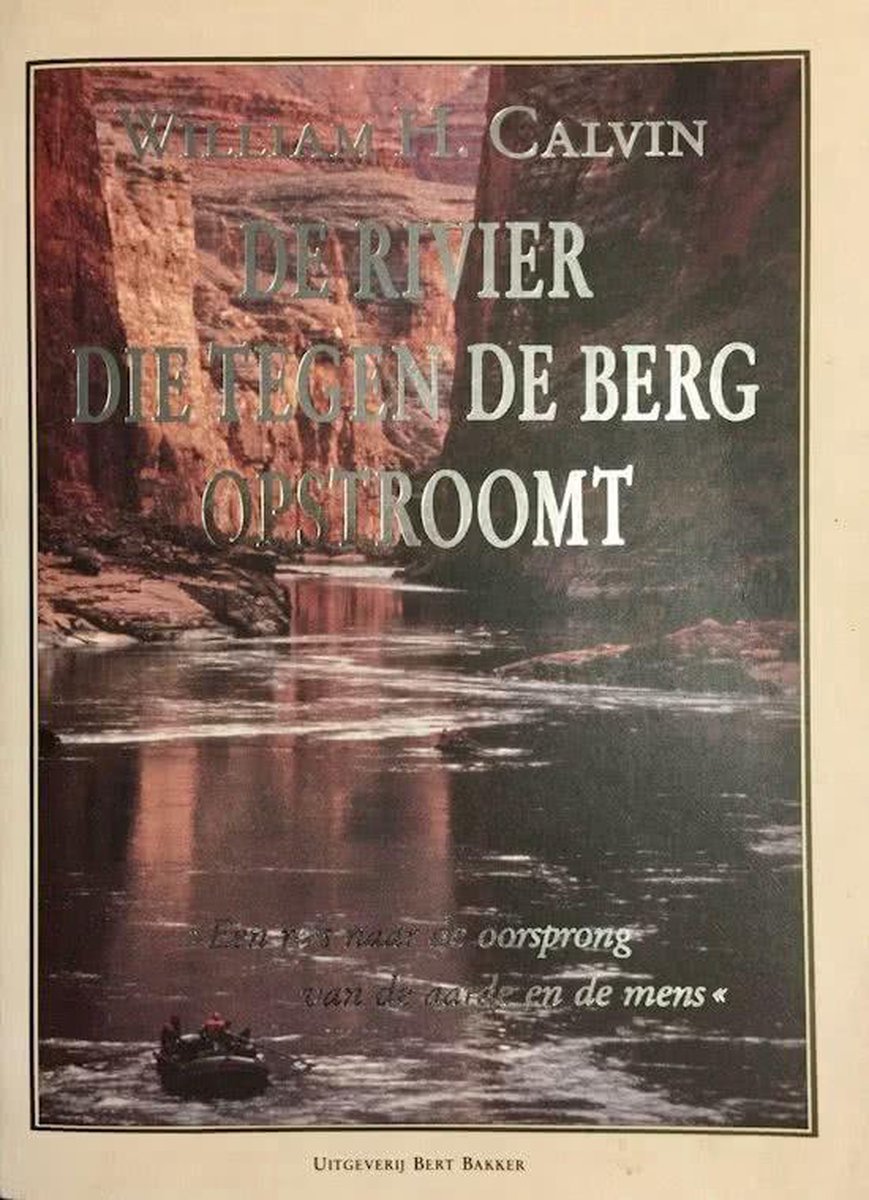 William H. Calvin
DE RIVIER
DIE TEGEN DE BERG
OPSTROOMT
»Een reis naar de oorsprong
van de aarde en de mens«
Uitgeverij Bert Bakker